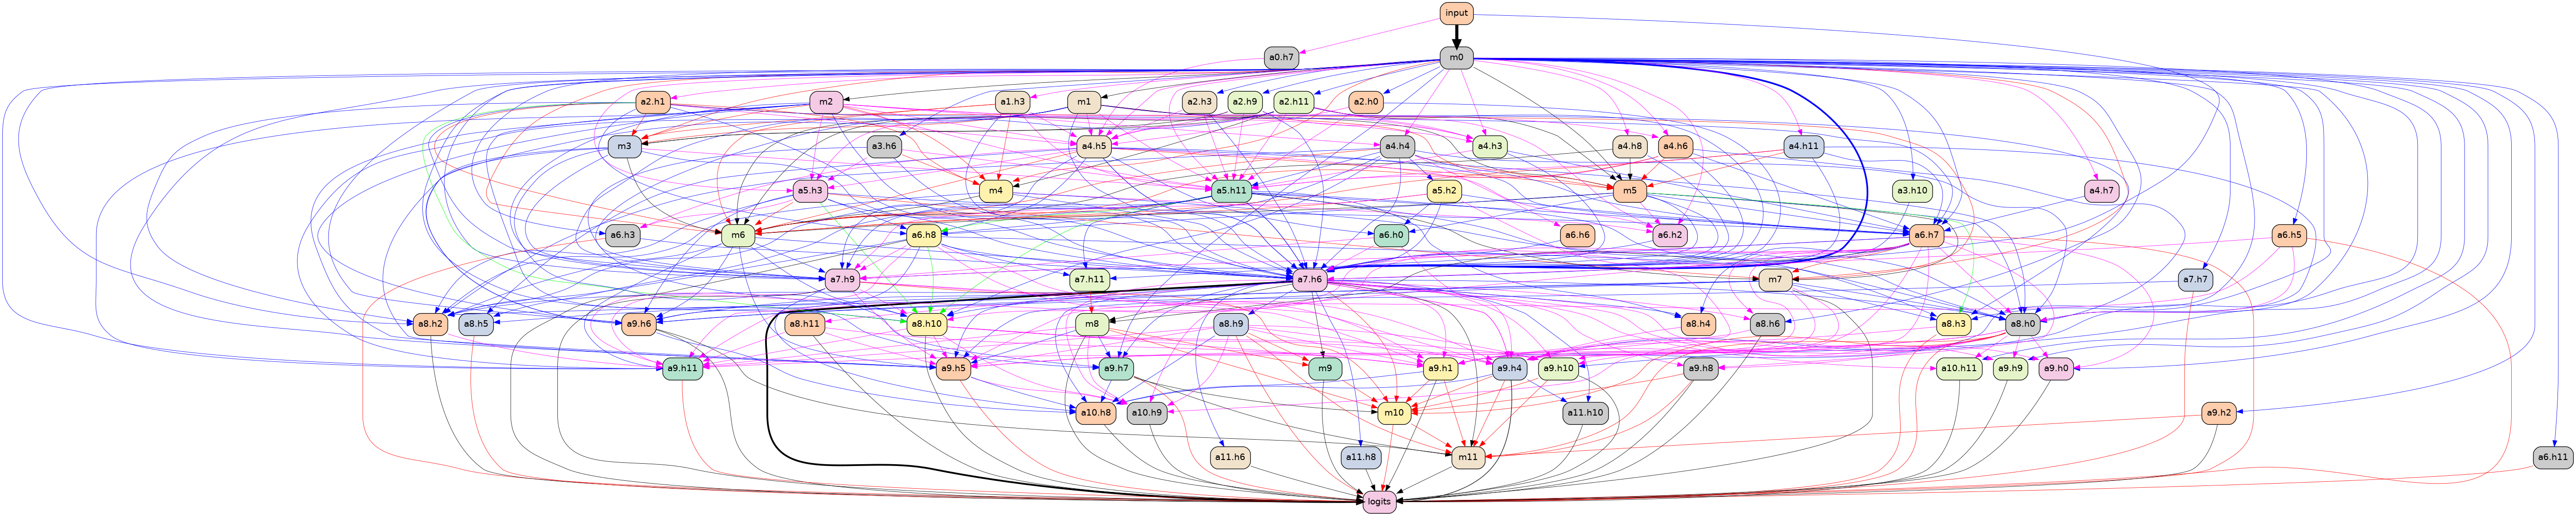 input
a0.h7 m0
a2.h1 m2 a1.h3 m1 a2.h3 a2.h9 a2.h11 a2.h0
m3 a3.h6 a4.h5 a4.h4 a4.h3 a4.h8 a4.h6 a4.h11
a5.h3 m4 a5.h11 a5.h2 m5 a3.h10 a4.h7
a6.h3 m6 a6.h8 a6.h0 a6.h6 a6.h2 a6.h7 a6.h5
a7.h9 a7.h11 a7.h6 m7 a7.h7
a8.h2 a8.h5 a9.h6 a8.h11 a8.h10 m8 a8.h9 a8.h4 a8.h6 a8.h3 a8.h0
a9.h11 a9.h5 a9.h7 m9 a9.h1 a9.h4 a9.h10 a9.h8 a10.h11 a9.h9 a9.h0
a10.h8 a10.h9 m10 a11.h10 a9.h2
a11.h6 a11.h8 m11 a6.h11
logits